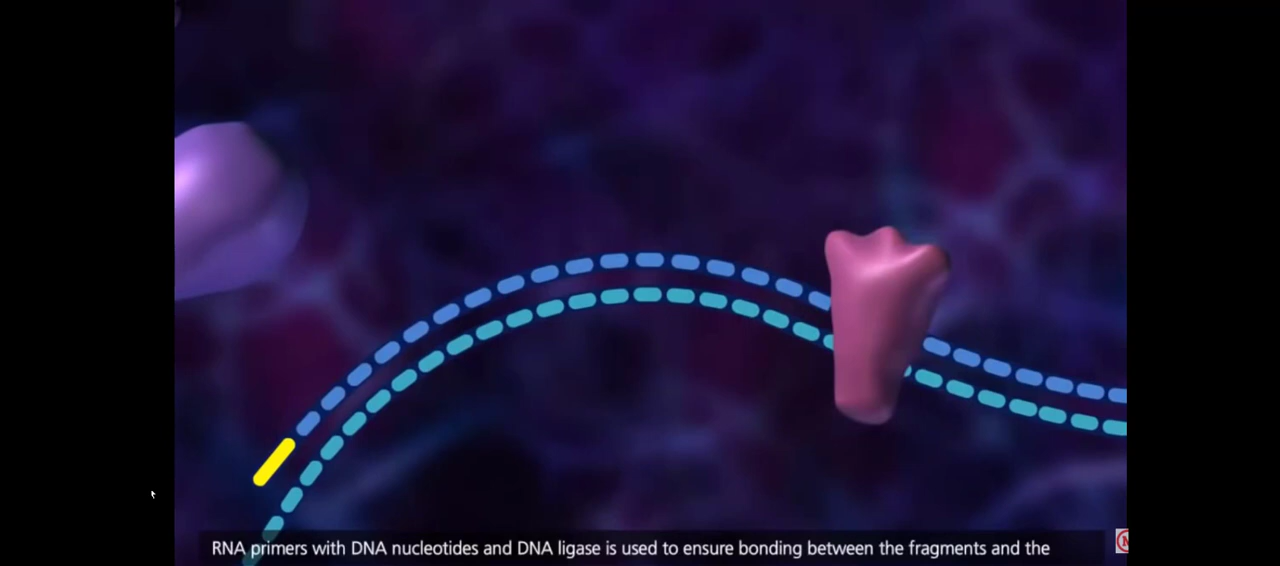 RNA primers with DNA nucleotides and DNA ligase is used to ensure bonding between the fragments and the